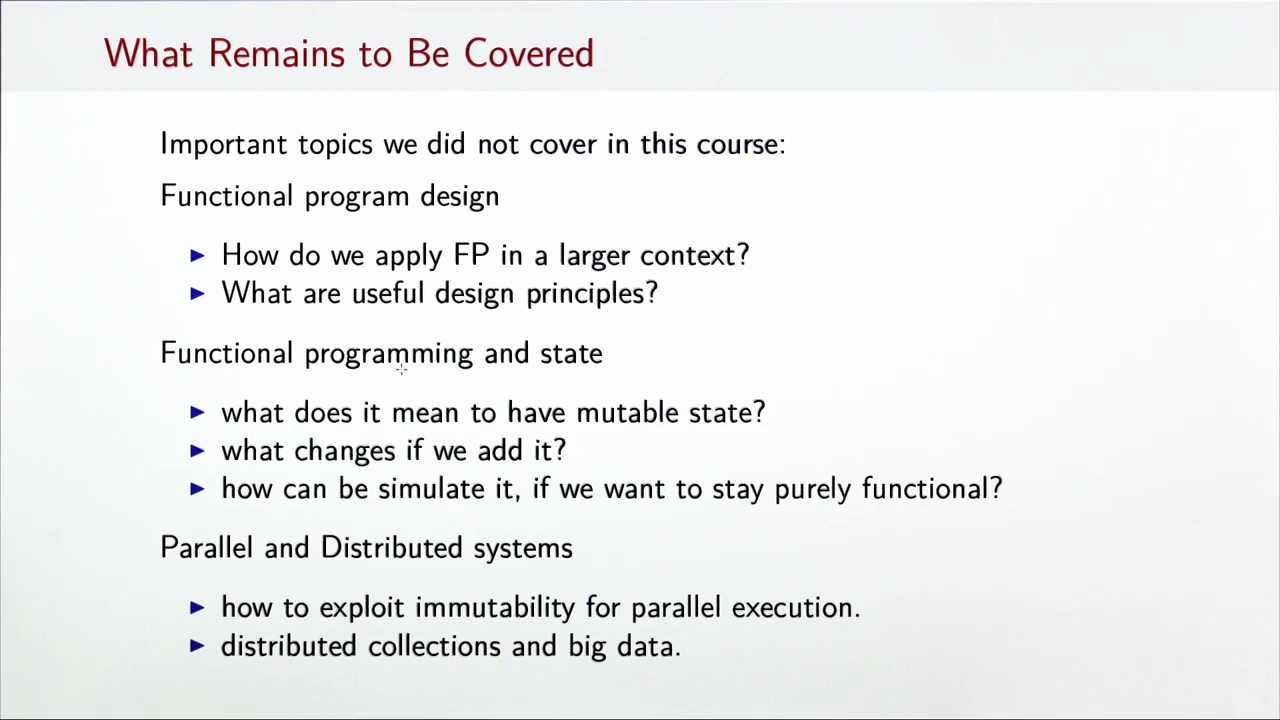 What Remains to Be Covered
Important topics we did not cover in this course:
Functional program design
How do we apply FP in a larger context?
What are useful design principles?
Functional programming and state
what does it mean to have mutable state?
what changes if we add it?
how can be simulate it, if we want to stay purely functional?
Parallel and Distributed systems
how to exploit immutability for parallel execution.
distributed collections and big data.